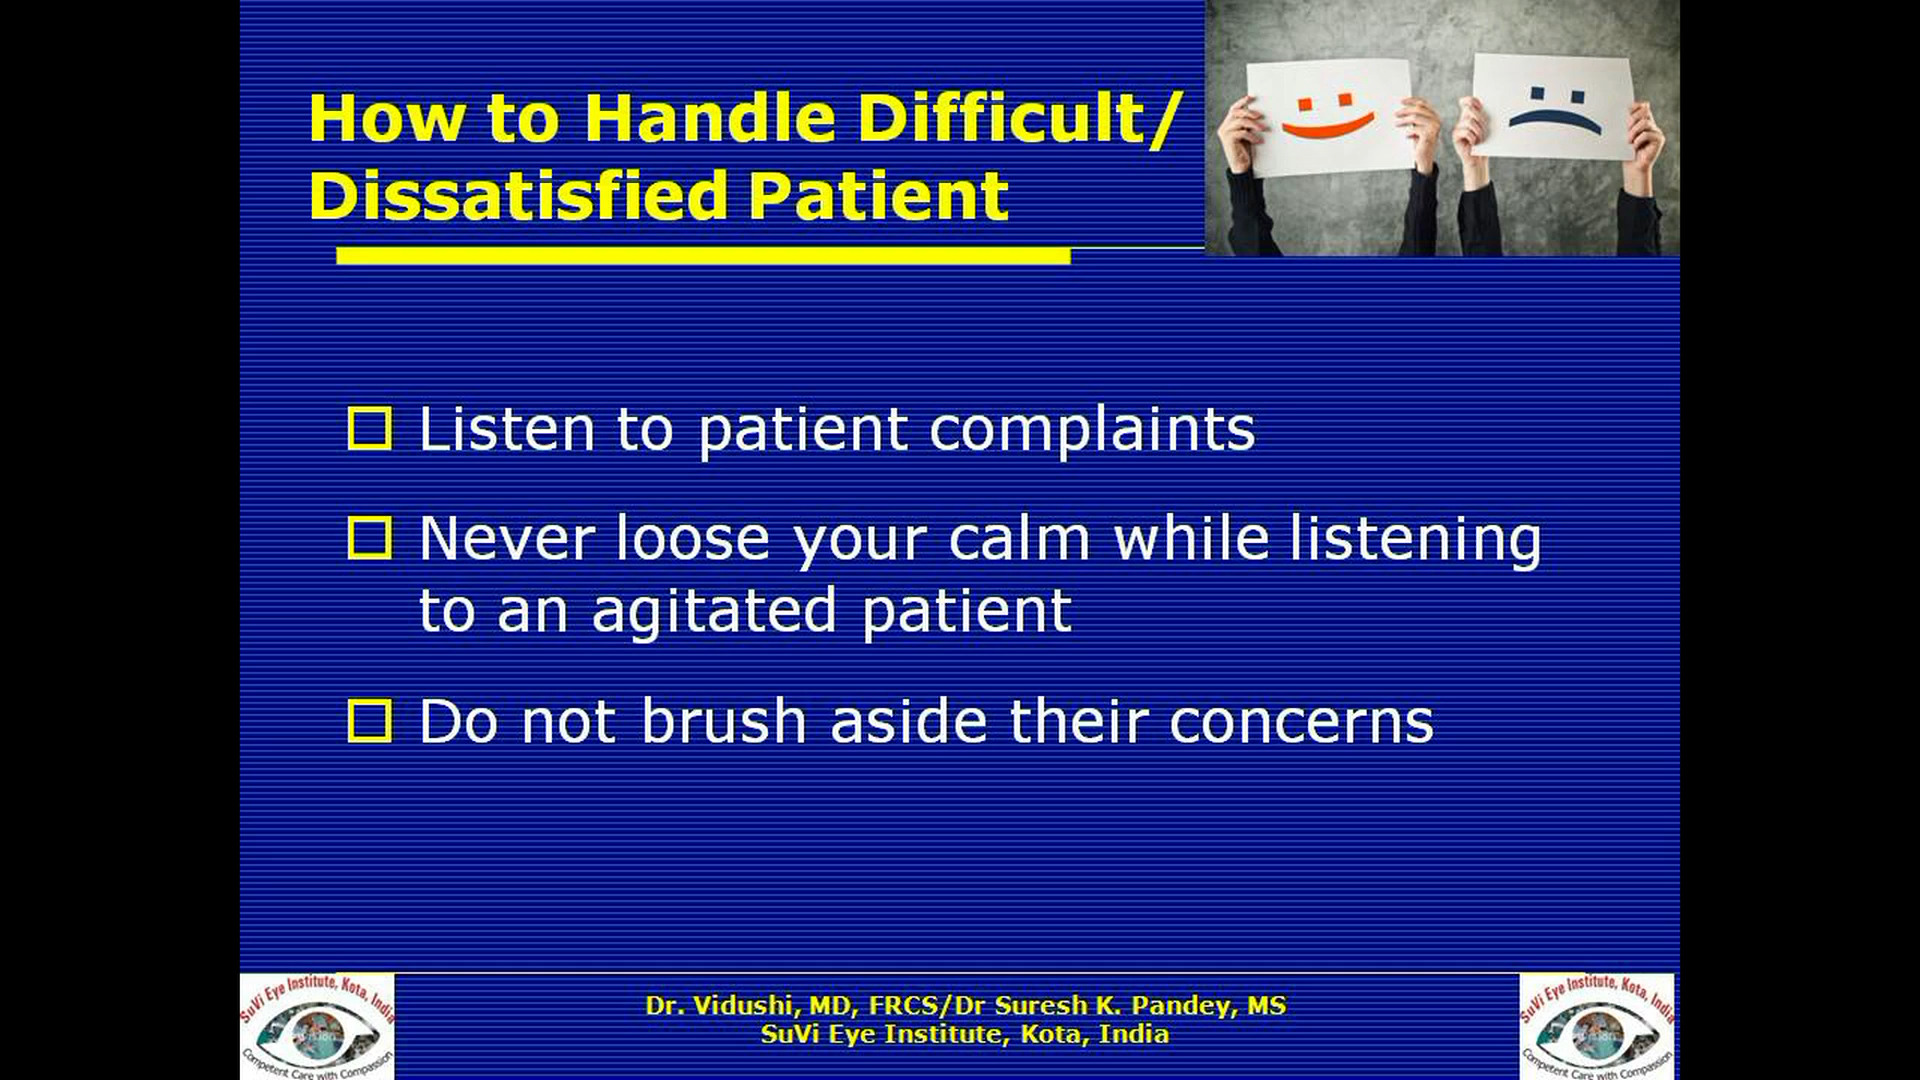 How to Handle Difficult/
Dissatisfied Patient
Listen to patient complaints
Never loose your calm while listening
to an agitated patient
Do not brush aside their concerns
SuVi Eye Institute, Kota, India
Competent Care with Compassion
Dr. Vidushi, MD, FRCS/Dr Suresh K. Pandey, MS
SuVi Eye Institute, Kota, India
SuVi Eye Institute, Kota, India
Competent Care with Compassion